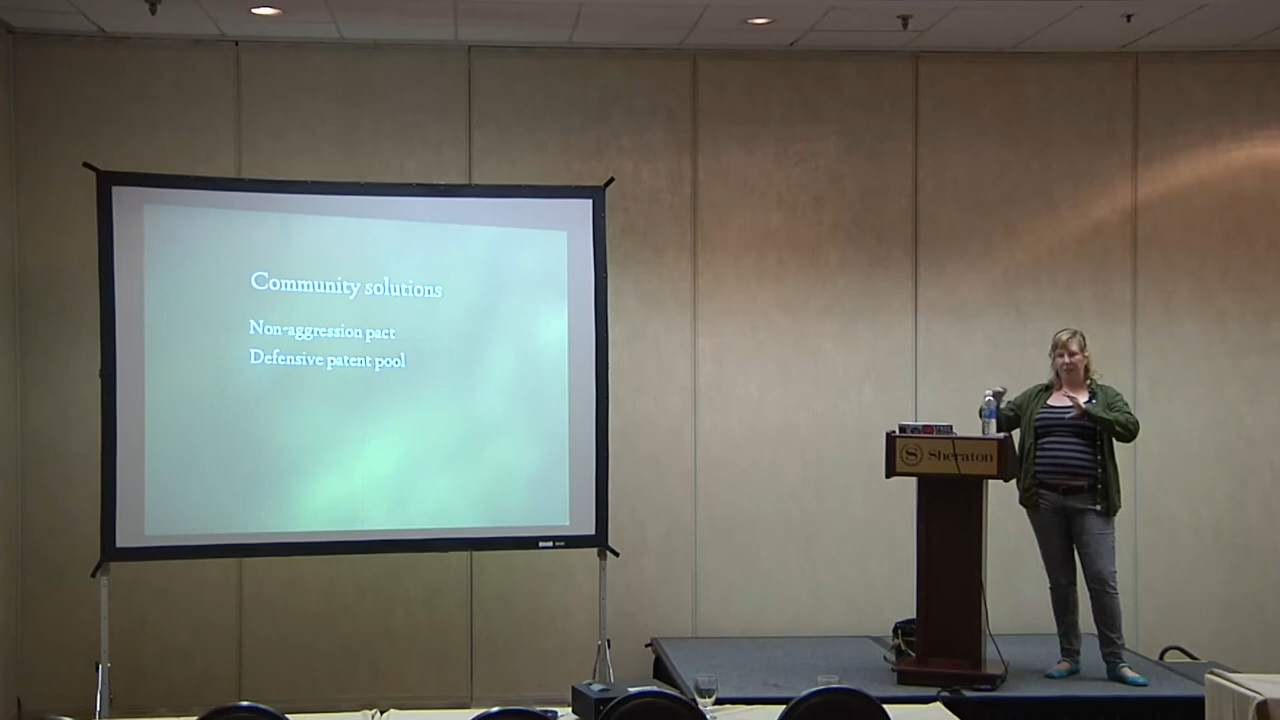 Community solutions
Non-aggression pact
Defensive patent pool
S Sheraton